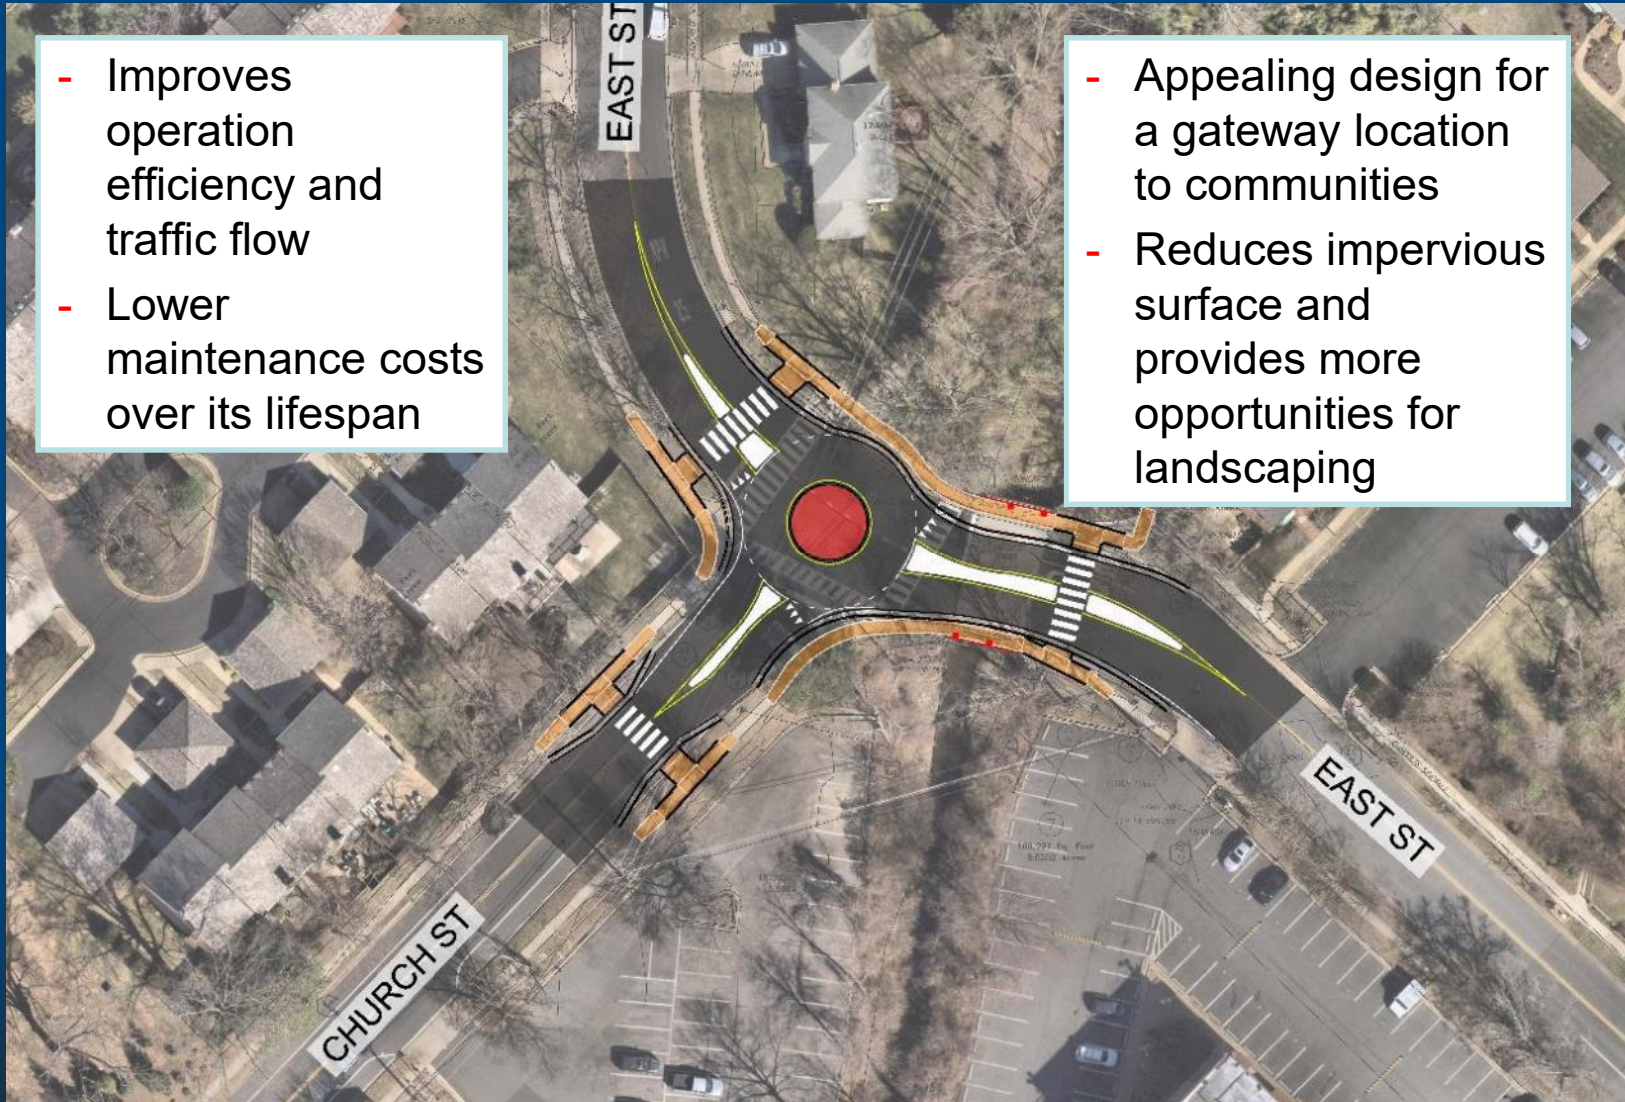 - Improves
operation
efficiency and
traffic flow
- Lower
maintenance costs
over its lifespan
EAST ST
- Appealing design for
a gateway location
to communities
- Reduces impervious
surface and
provides more
opportunities for
landscaping
EAST ST
CHURCH ST